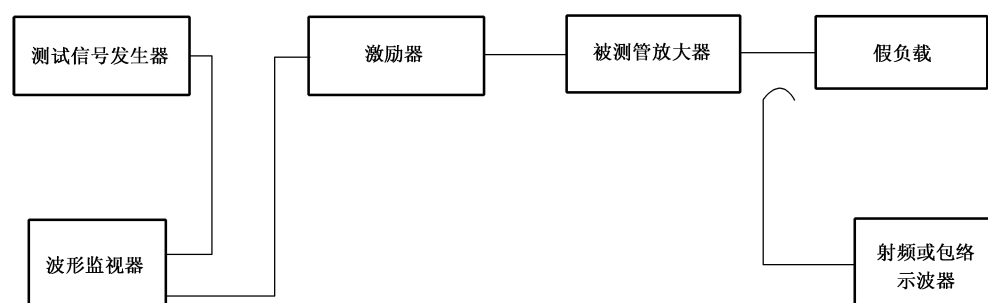 测试信号发生器
激励器
被测管放大器
假负载
波形监视器
射频或包络
示波器